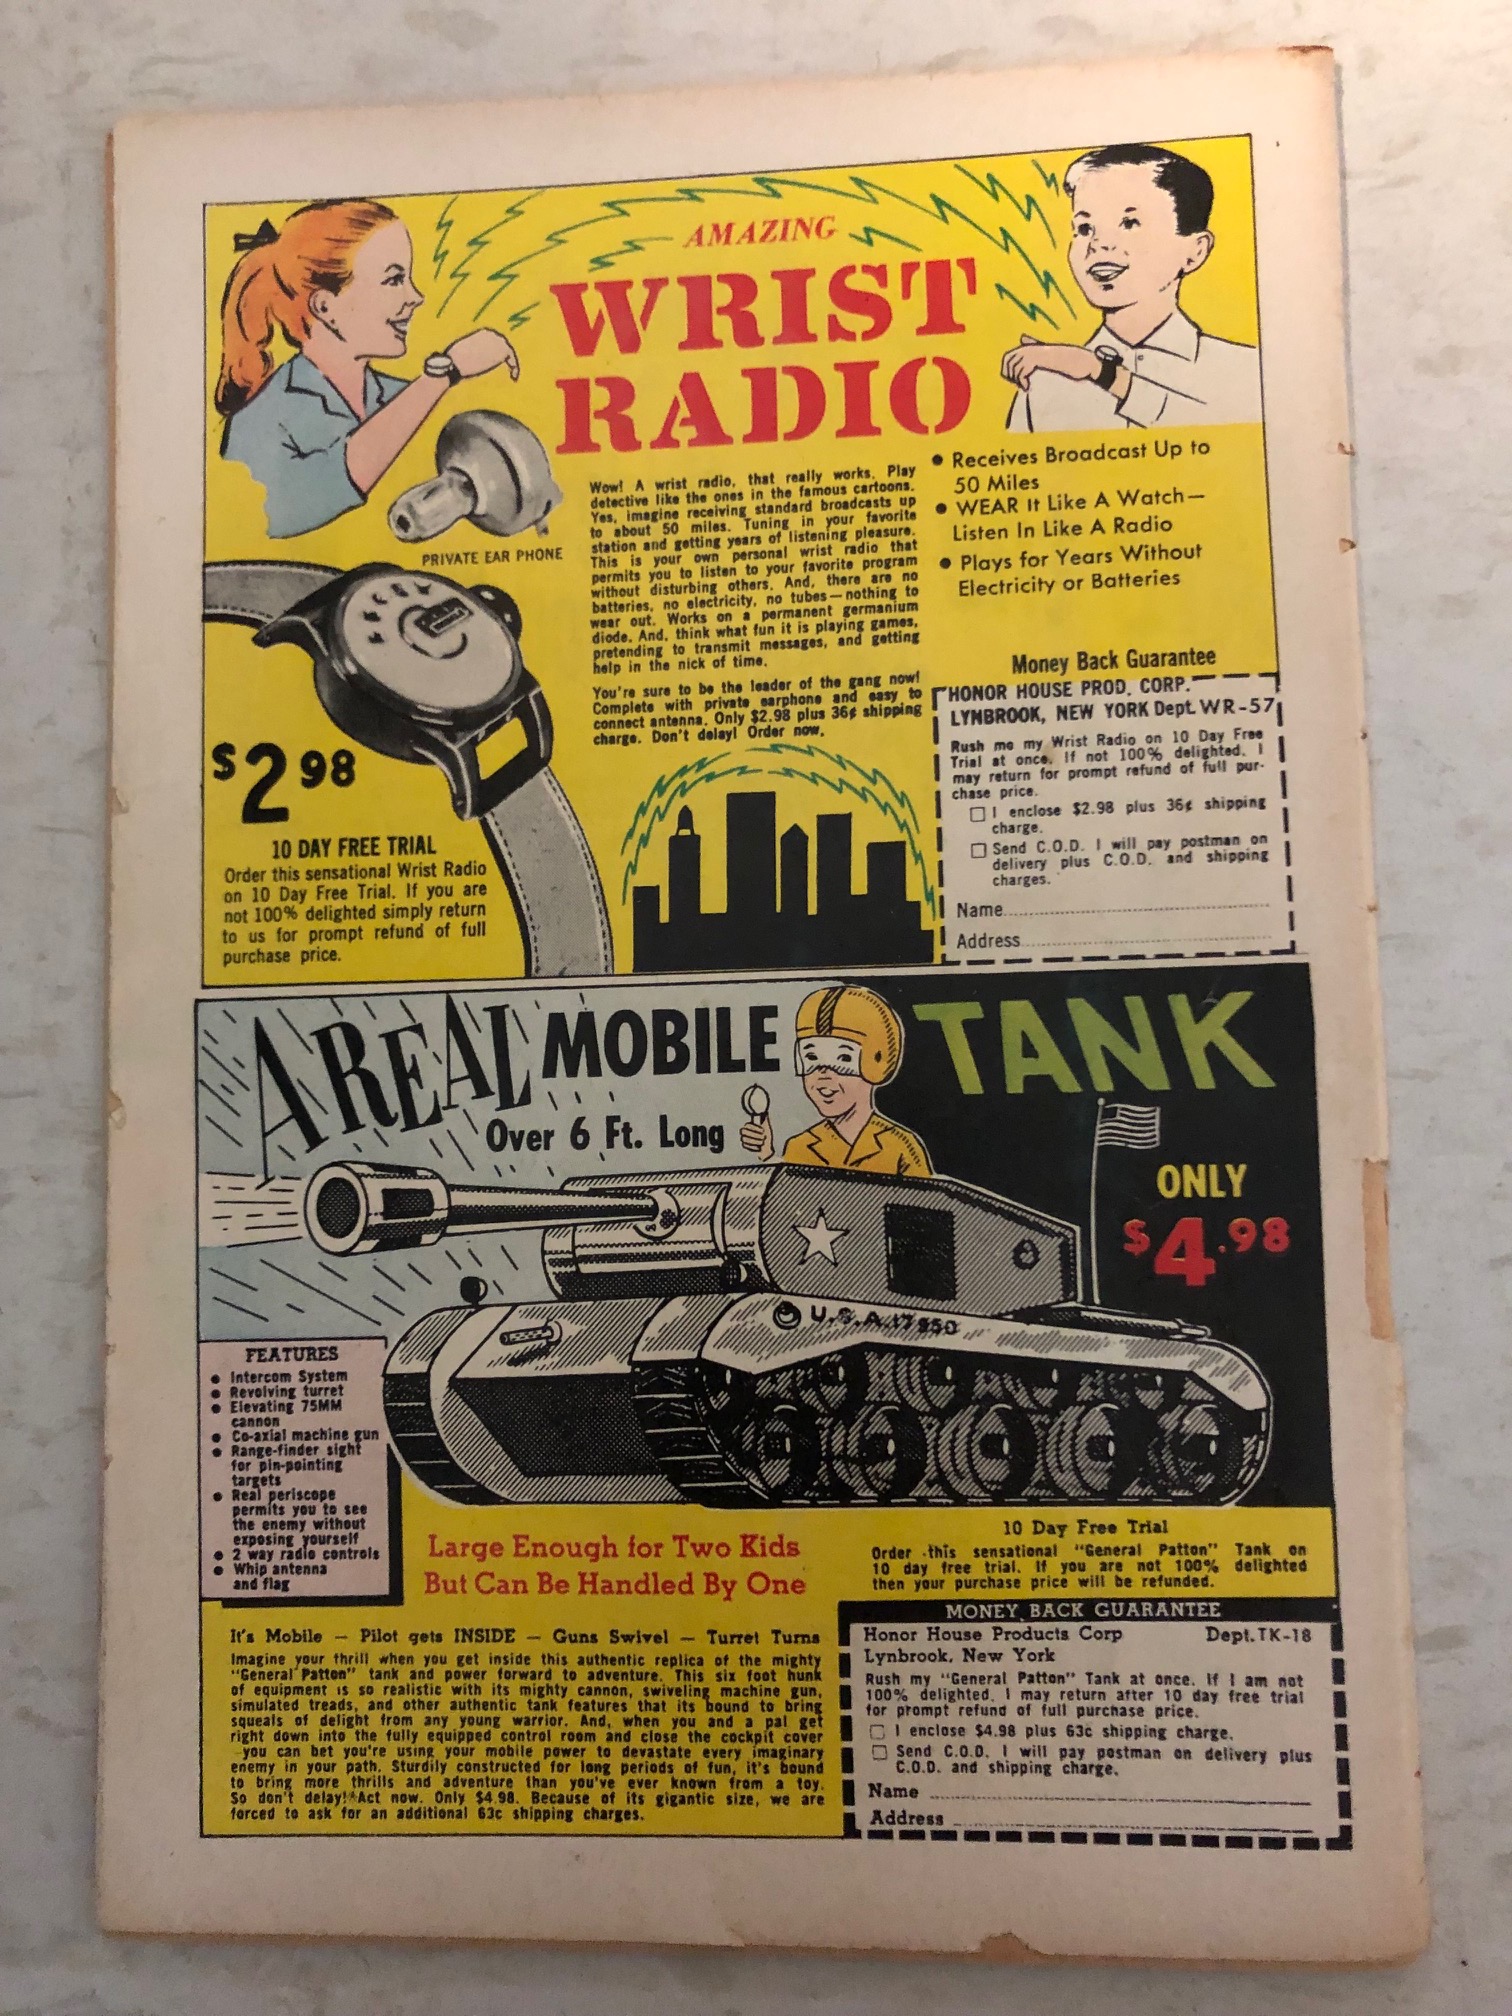 AMAZING
WRIST
RADIO
PRIVATE EAR PHONE
Wow! A wrist radio, that really works. Play
detective like the ones in the famous cartoons.
Yes, imagine receiving standard broadcasts up
to about 50 miles. Tuning in your favorite
station and getting years of listening pleasure.
This is your own personal wrist radio that
permits you to listen to your favorite program
without disturbing others. And, there are no
batteries, no electricity, no tubes—nothing to
wear out. Works on a permanent germanium
diode. And, think what fun it is playing games,
pretending to transmit messages, and getting
help in the nick of time.
You're sure to be the leader of the gang now!
Complete with private earphone and easy to
connect antenna. Only $2.98 plus 36¢ shipping
charge. Don't delay! Order now.
• Receives Broadcast Up to
50 Miles
• WEAR It Like A Watch—
Listen In Like A Radio
• Plays for Years Without
Electricity or Batteries
$2 98
10 DAY FREE TRIAL
Order this sensational Wrist Radio
on 10 Day Free Trial. If you are
not 100% delighted simply return
to us for prompt refund of full
purchase price.
Money Back Guarantee
HONOR HOUSE PROD. CORP.
LYNBROOK, NEW YORK Dept. WR-57
Rush me my Wrist Radio on 10 Day Free
Trial at once. If not 100% delighted, I
may return for prompt refund of full pur-
chase price.
☐ I enclose $2.98 plus 36¢ shipping
charge.
☐ Send C.O.D. I will pay postman on
delivery plus C.O.D. and shipping
charges.
Name
Address
A REAL MOBILE TANK
Over 6 Ft. Long
ONLY
$4.98
U.S.A. 17950
FEATURES
• Intercom System
• Revolving turret
• Elevating 75MM
cannon
• Co-axial machine gun
• Range-finder sight
for pin-pointing
targets
• Real periscope
permits you to see
the enemy without
exposing yourself
• 2 way radio controls
• Whip antenna
and flag
Large Enough for Two Kids
But Can Be Handled By One
10 Day Free Trial
Order this sensational "General Patton" Tank on
10 day free trial. If you are not 100% delighted
then your purchase price will be refunded.
It's Mobile — Pilot gets INSIDE — Guns Swivel — Turret Turns
Imagine your thrill when you get inside this authentic replica of the mighty
"General Patton" tank and power forward to adventure. This six foot hunk
of equipment is so realistic with its mighty cannon, swiveling machine gun,
simulated treads, and other authentic tank features that its bound to bring
squeals of delight from any young warrior. And, when you and a pal get
right down into the fully equipped control room and close the cockpit cover
—you can bet you're using your mobile power to devastate every imaginary
enemy in your path. Sturdily constructed for long periods of fun, it's bound
to bring more thrills and adventure than you've ever known from a toy.
So don't delay! Act now. Only $4.98. Because of its gigantic size, we are
forced to ask for an additional 63c shipping charges.
MONEY BACK GUARANTEE
Honor House Products Corp Dept. TK-18
Lynbrook, New York
Rush my "General Patton" Tank at once. If I am not
100% delighted, I may return after 10 day free trial
for prompt refund of full purchase price.
☐ I enclose $4.98 plus 63c shipping charge.
☐ Send C.O.D. I will pay postman on delivery plus
C.O.D. and shipping charge.
Name
Address